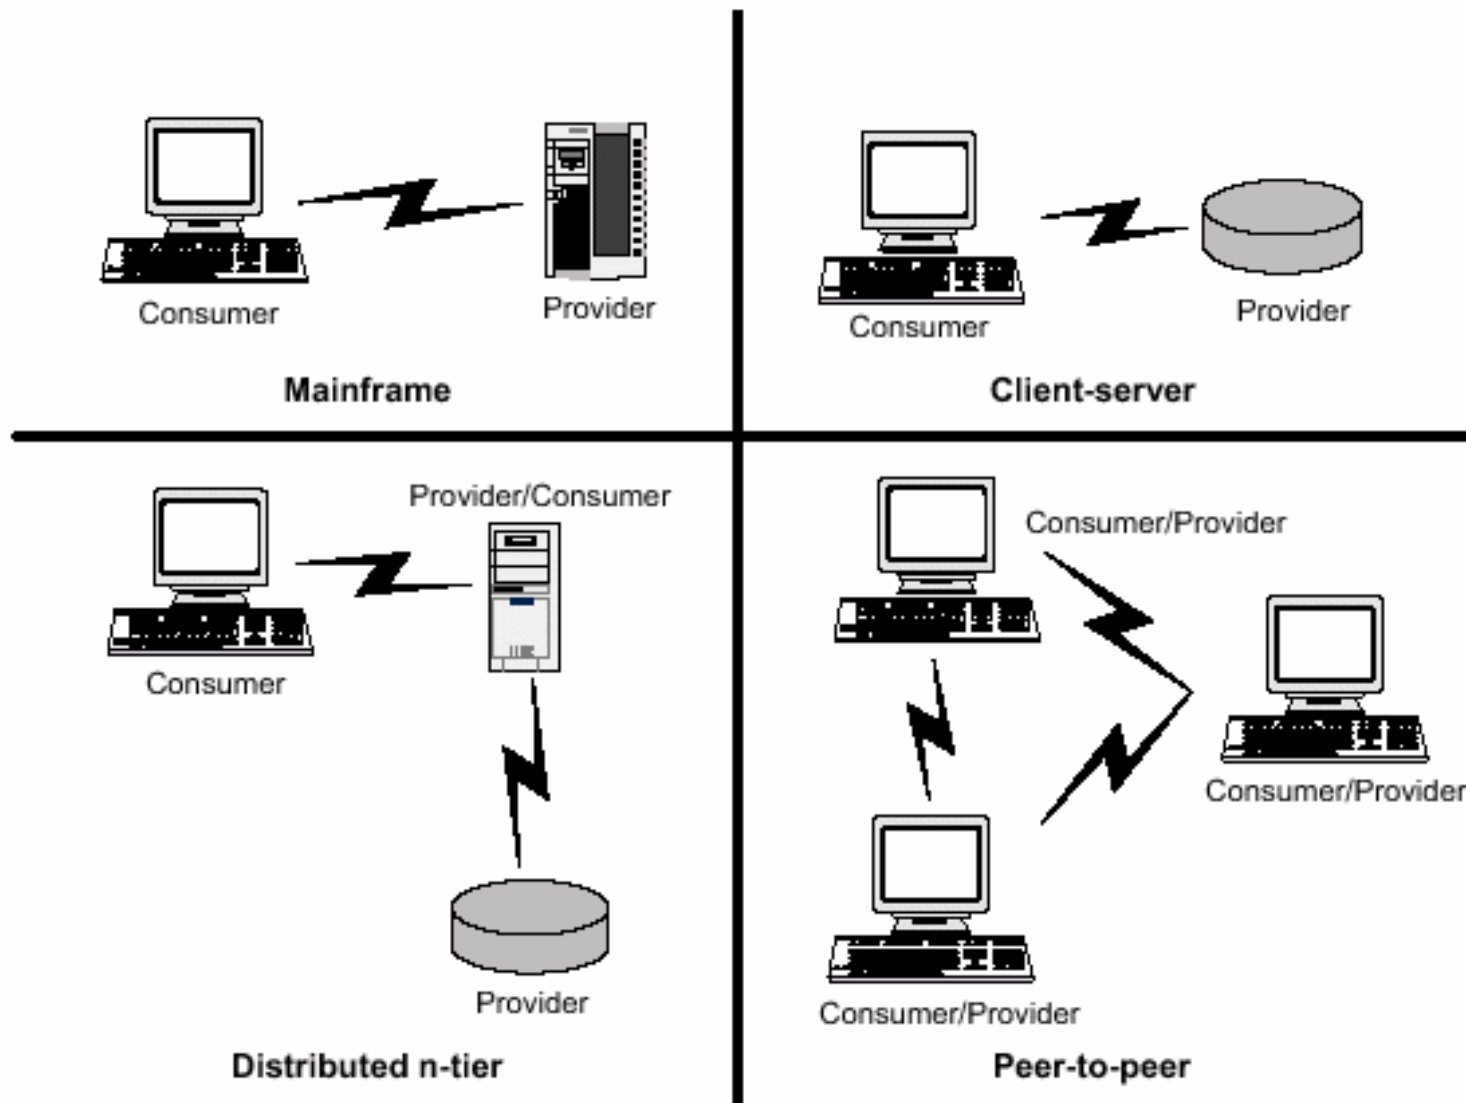 Consumer
Provider
Mainframe
Consumer
Provider
Client-server
Provider/Consumer
Consumer
Provider
Distributed n-tier
Consumer/Provider
Consumer/Provider
Consumer/Provider
Peer-to-peer